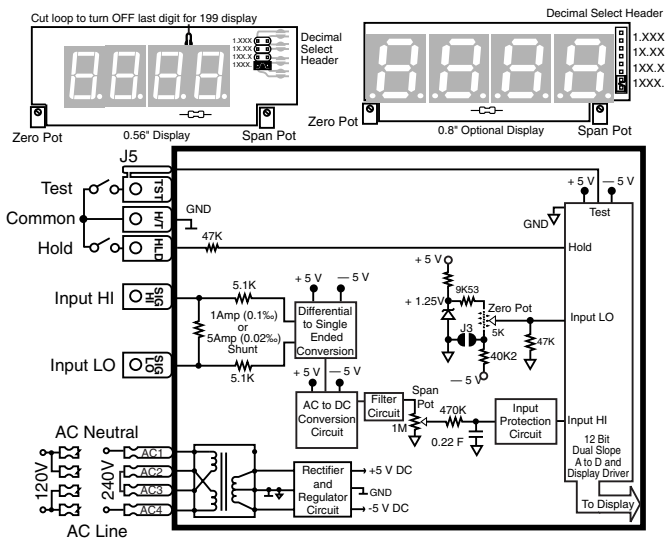 Cut loop to turn OFF last digit for 199 display
1.XXX
1X.XX
1XX.X
1XXX.
Decimal
Select
Header
Zero Pot
0.56" Display
Span Pot
Decimal Select Header
1.XXX
1X.XX
1XX.X
1XXX.
Zero Pot
0.8" Optional Display
Span Pot
J5
Test
TST
Common
H/T
Hold
HLD
GND
47K
+ 5 V
— 5 V
GND
Test
Hold
Input HI
SIG
HI
5.1K
1Amp (0.1‰)
or
5Amp (0.02‰)
Shunt
Input LO
SIG
LO
5.1K
+ 5 V
— 5 V
Differential
to Single
Ended
Conversion
+ 5 V
+ 1.25V
9K53
Zero Pot
5K
J3
40K2
— 5 V
Input LO
47K
+ 5 V
— 5 V
AC to DC
Conversion
Circuit
Filter
Circuit
Span
Pot
1M
470K
0.22 F
Input
Protection
Circuit
Input HI
12 Bit
Dual Slope
A to D and
Display Driver
To Display
AC Neutral
120V
240V
AC1
AC2
AC3
AC4
AC Line
Rectifier
and
Regulator
Circuit
+5 V DC
GND
-5 V DC